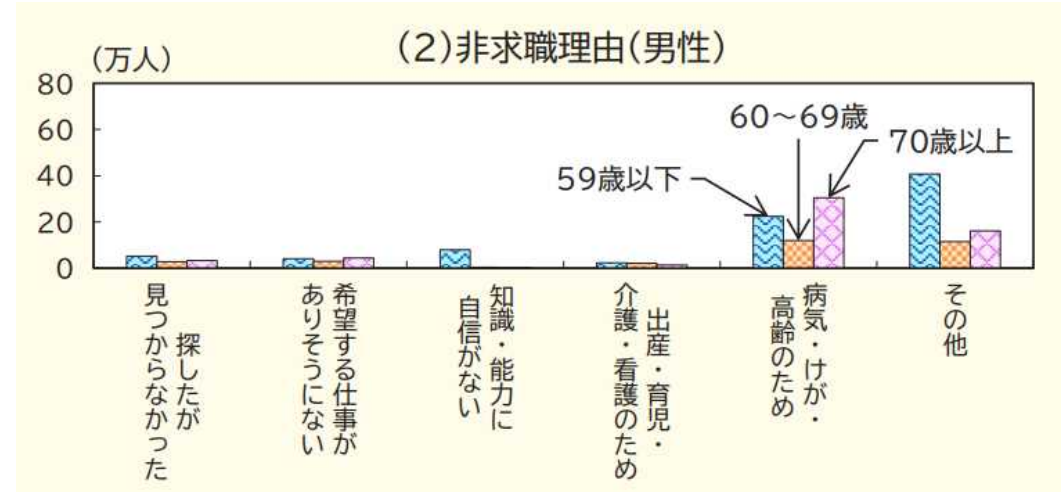 (2)非求職理由(男性)
(万人)
80
60
40
20
0
59歳以下
60~69歳
70歳以上
探したが
見つからなかった
希望する仕事が
ありそうにない
知識・能力に
自信がない
出産・育児・
介護・看護のため
病気・けが・
高齢のため
その他